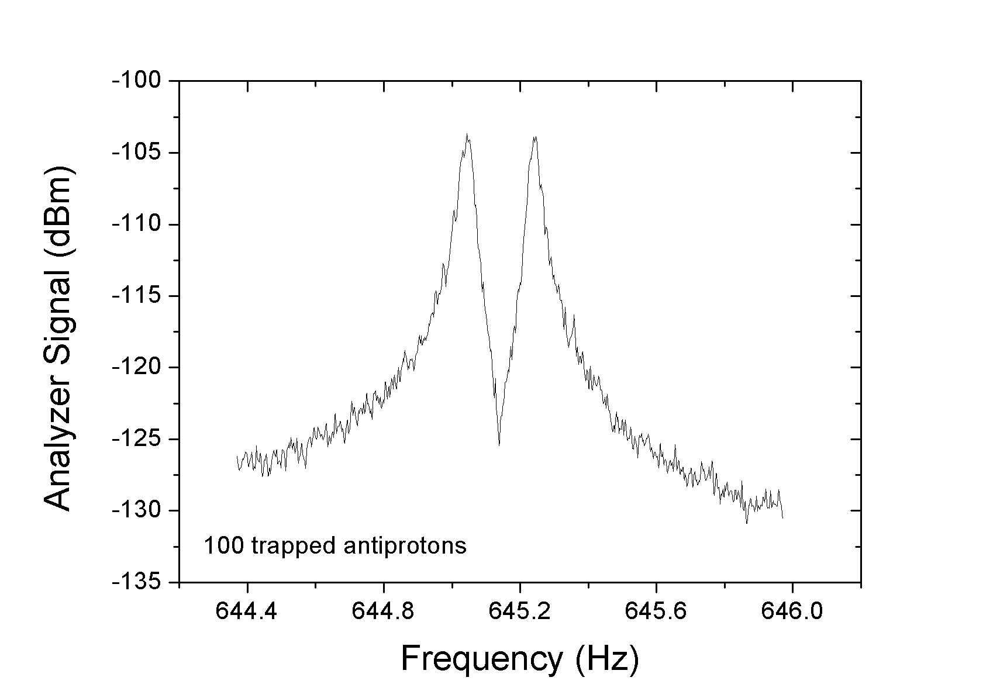 -100
-105
-110
-115
-120
-125
-130
-135
Analyzer Signal (dBm)
100 trapped antiprotons
644.4 644.8 645.2 645.6 646.0
Frequency (Hz)